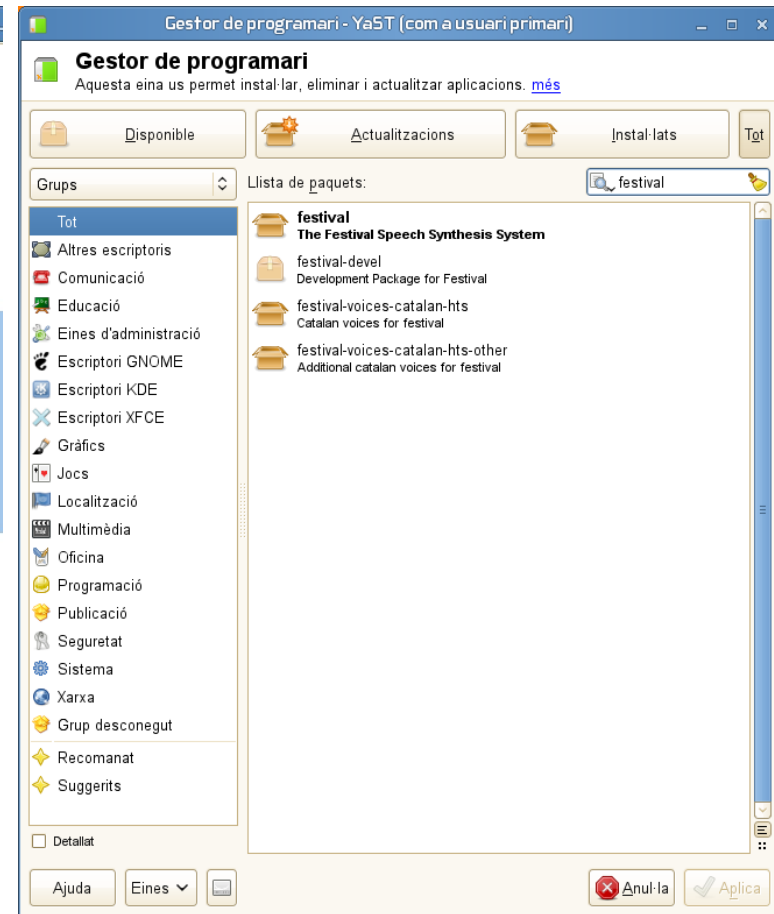 Gestor de programari - YaST (com a usuari primari)
Gestor de programari
Aquesta eina us permet instal·lar, eliminar i actualitzar aplicacions. més
Disponible
Actualitzacions
Instal·lats
Tot
Grups
Llista de paquets:
festival
Tot
Altres escriptoris
Comunicació
Educació
Eines d'administració
Escriptori GNOME
Escriptori KDE
Escriptori XFCE
Gràfics
Jocs
Localització
Multimèdia
Oficina
Programació
Publicació
Seguretat
Sistema
Xarxa
Grup desconegut
Recomanat
Suggerits
festival
The Festival Speech Synthesis System
festival-devel
Development Package for Festival
festival-voices-catalan-hts
Catalan voices for festival
festival-voices-catalan-hts-other
Additional catalan voices for festival
Detallat
Ajuda
Eines
Anul·la
Aplica